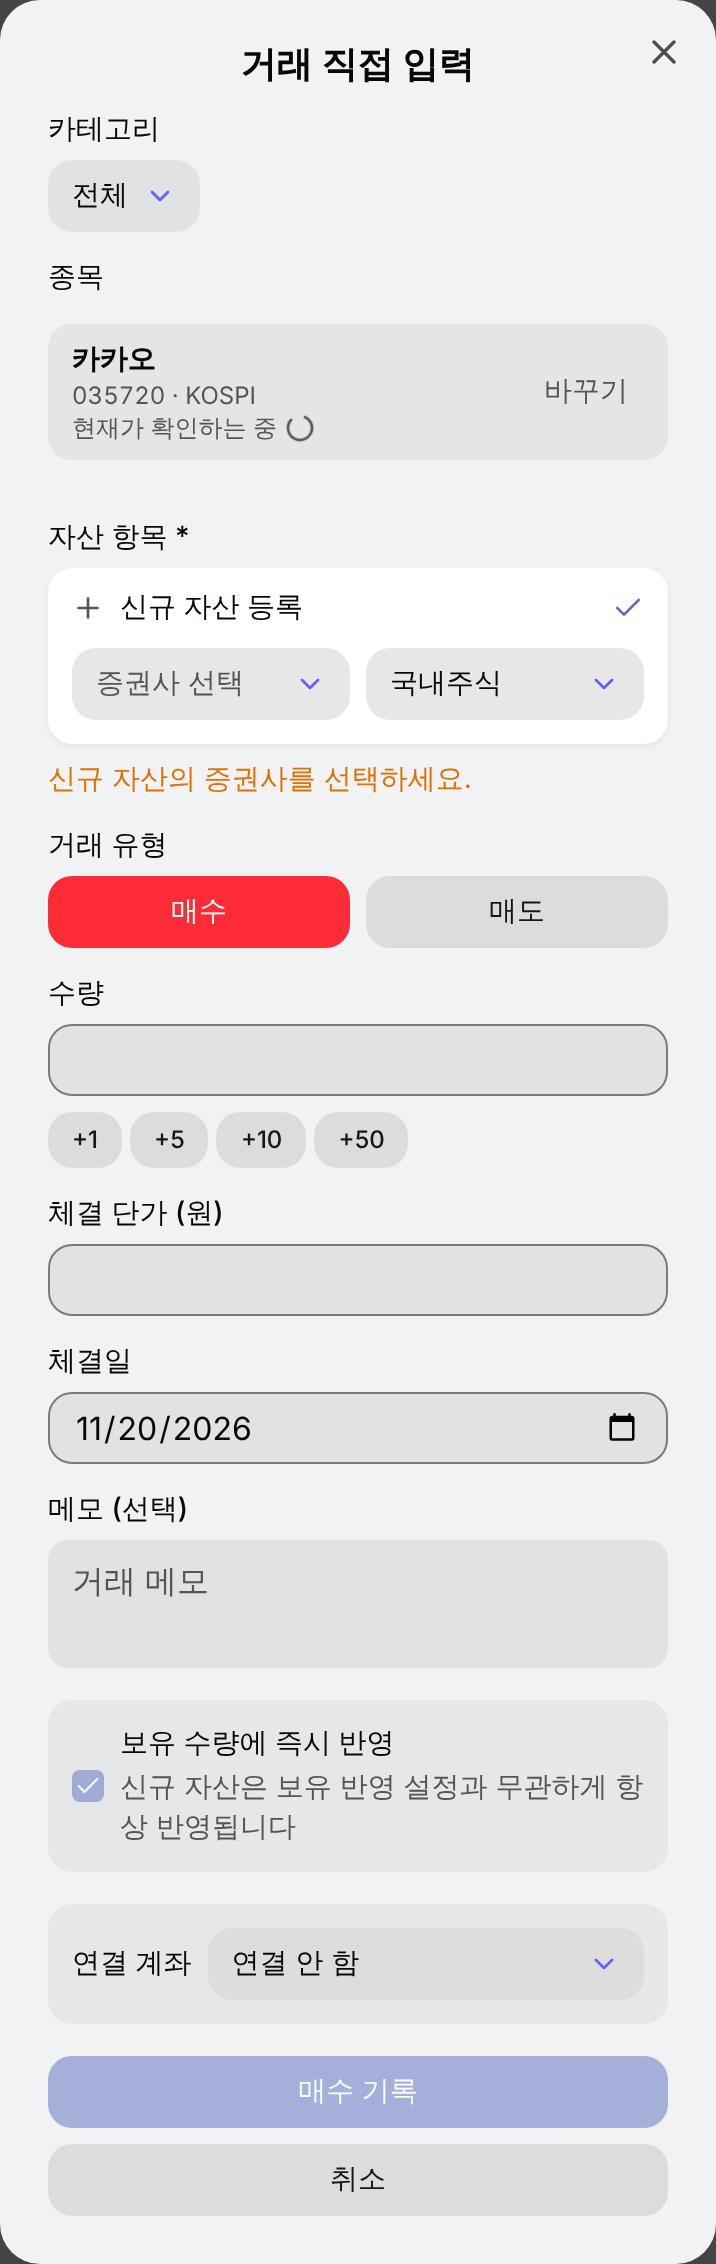 거래 직접 입력
카테고리
전체
종목
카카오
035720 · KOSPI
바꾸기
현재가 확인하는 중
자산 항목 *
신규 자산 등록
증권사 선택
국내주식
신규 자산의 증권사를 선택하세요.
거래 유형
매수
매도
수량
+1
+5
+10
+50
체결 단가 (원)
체결일
11/20/2026
메모 (선택)
거래 메모
보유 수량에 즉시 반영
신규 자산은 보유 반영 설정과 무관하게 항
상 반영됩니다
연결 계좌
연결 안 함
매수 기록
취소